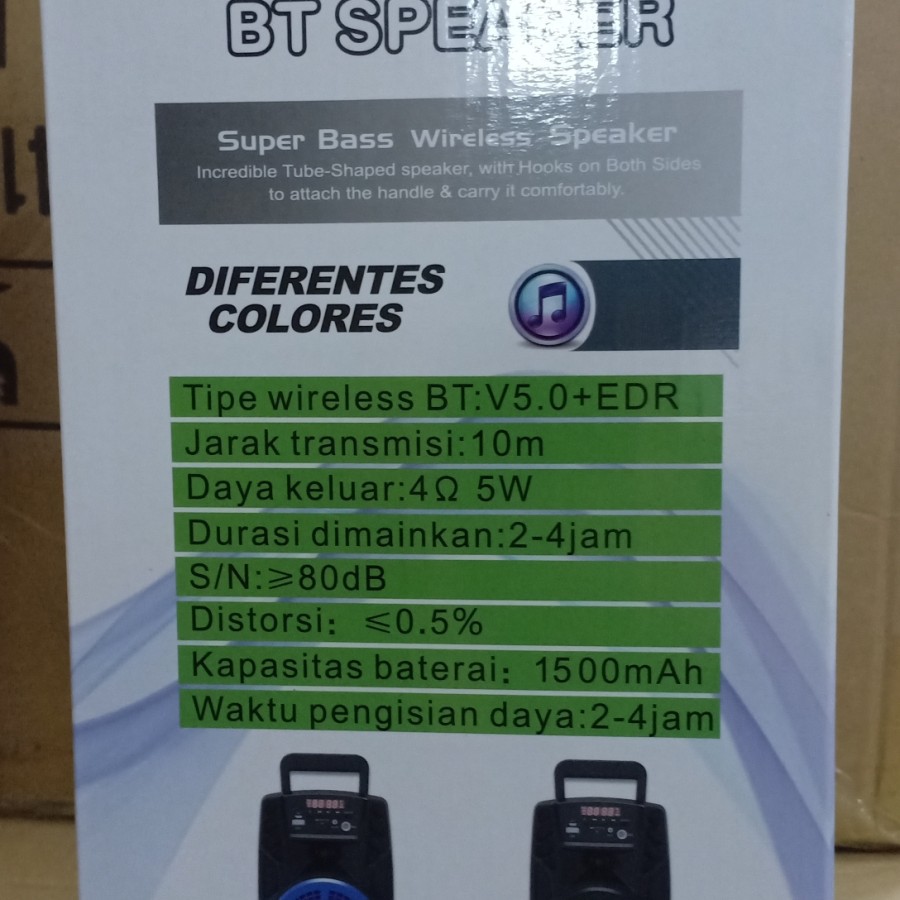 BT SPEAKER
Super Bass Wireless Speaker
Incredible Tube-Shaped speaker, with Hooks on Both Sides
to attach the handle & carry it comfortably.
DIFERENTES
COLORES
Tipe wireless BT:V5.0+EDR
Jarak transmisi:10m
Daya keluar:4Ω 5W
Durasi dimainkan:2-4jam
S/N:≥80dB
Distorsi: ≤0.5%
Kapasitas baterai: 1500mAh
Waktu pengisian daya:2-4jam